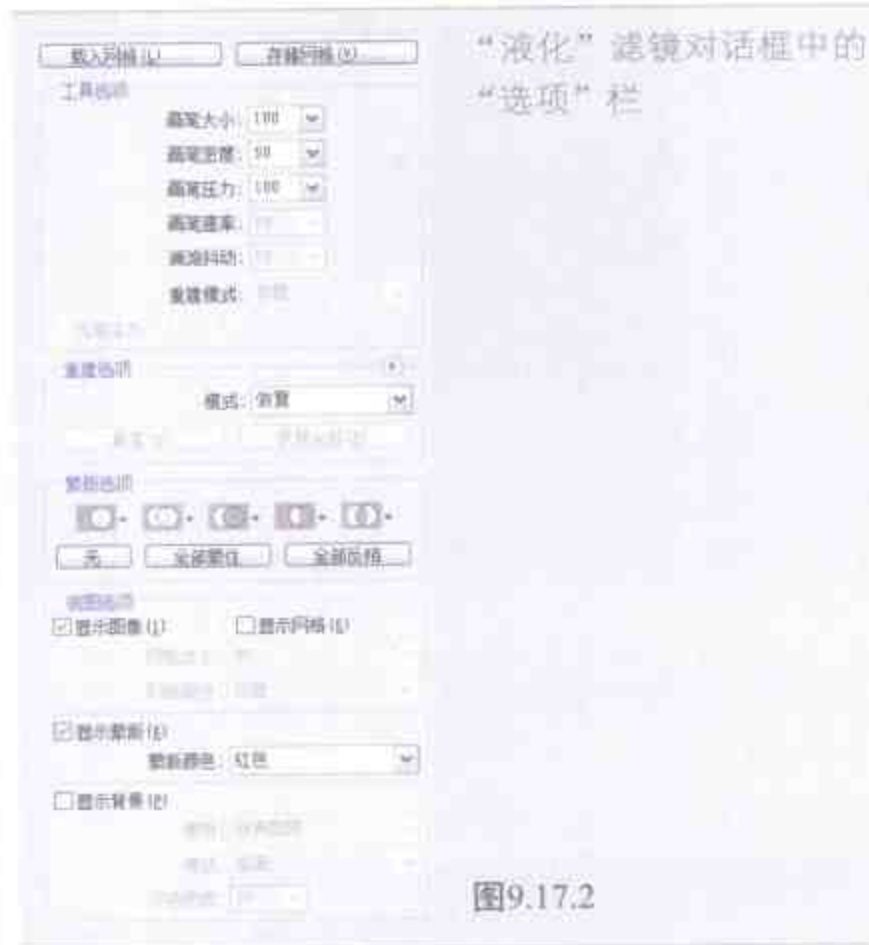 载入网格(L) 存储网格(V)
工具选项
画笔大小: 100
画笔密度: 50
画笔压力: 100
画笔速率:
湍流抖动:
重建模式:
重建选项
模式: 恢复
蒙版选项
无 全部蒙住 全部反相
视图选项
显示图像(I) 显示网格(E)
显示蒙版(K)
蒙版颜色: 红色
显示背景(P)
“液化”滤镜对话框中的
“选项”栏
图9.17.2